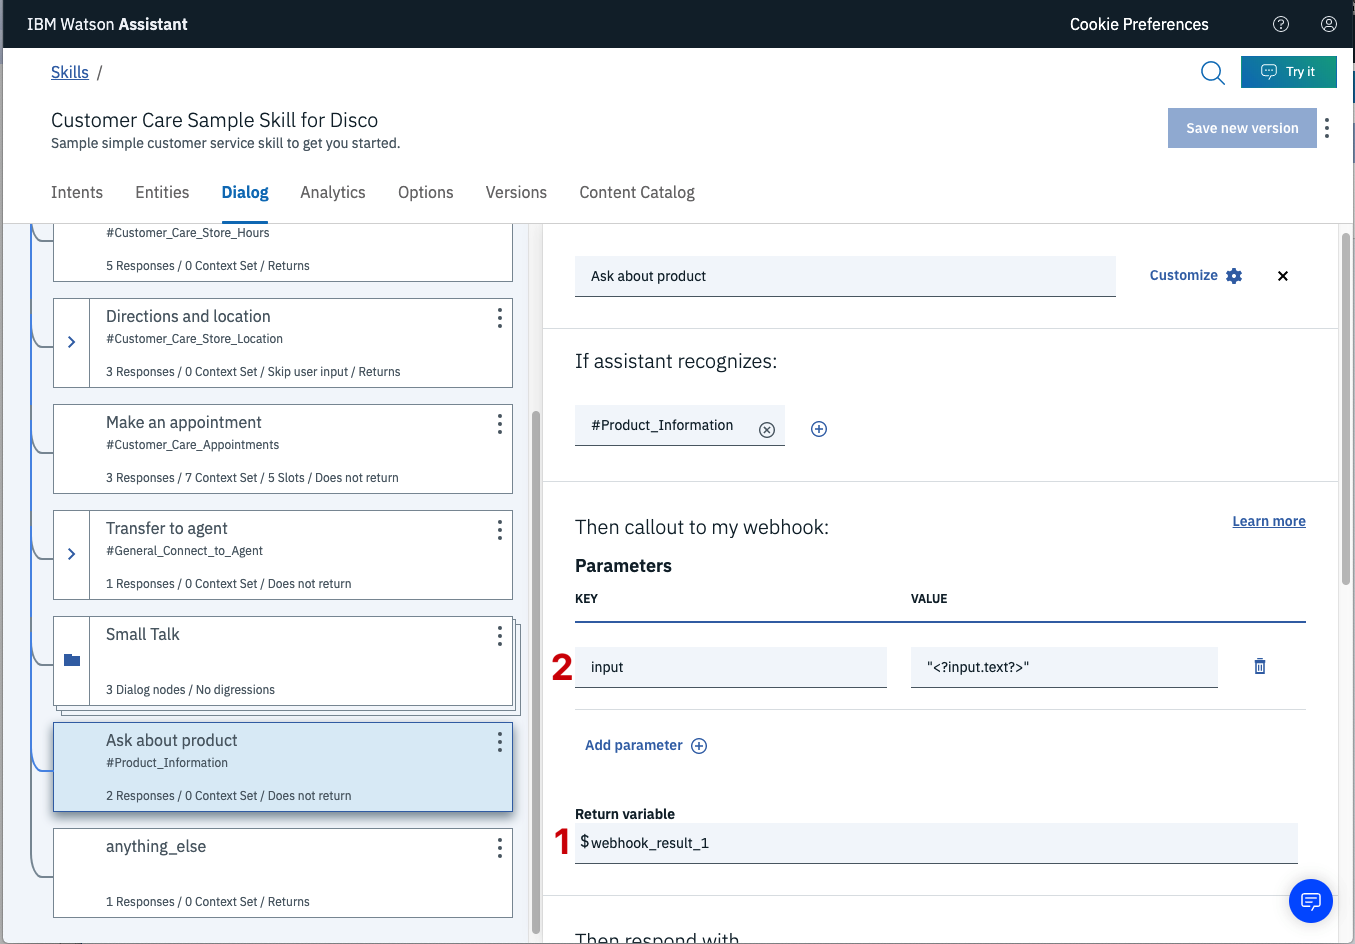 IBM Watson Assistant
Cookie Preferences
Skills /
Try it
Customer Care Sample Skill for Disco
Sample simple customer service skill to get you started.
Save new version
Intents Entities Dialog Analytics Options Versions Content Catalog
#Customer_Care_Store_Hours
5 Responses / 0 Context Set / Returns
Directions and location
#Customer_Care_Store_Location
3 Responses / 0 Context Set / Skip user input / Returns
Make an appointment
#Customer_Care_Appointments
3 Responses / 7 Context Set / 5 Slots / Does not return
Transfer to agent
#General_Connect_to_Agent
1 Responses / 0 Context Set / Does not return
Small Talk
3 Dialog nodes / No digressions
Ask about product
#Product_Information
2 Responses / 0 Context Set / Does not return
anything_else
1 Responses / 0 Context Set / Returns
Ask about product
Customize
If assistant recognizes:
#Product_Information
Then callout to my webhook:
Learn more
Parameters
KEY VALUE
2 input "<?input.text?>"
Add parameter
Return variable
1 $webhook_result_1
Then respond with